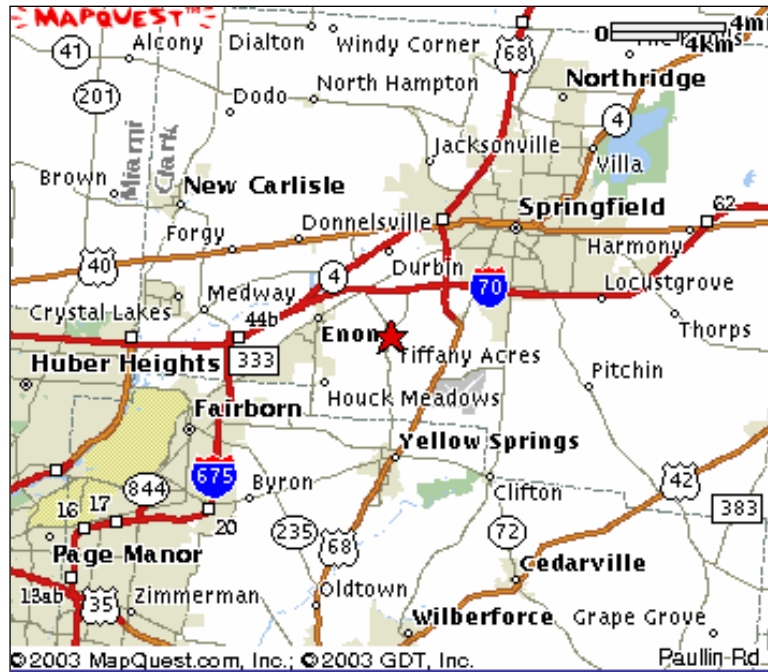 MAPQUEST™
0 4mi
4km
41
Alcony
Dialton
Windy Corner
68
Northridge
201
Dodo
North Hampton
4
Miami
Clark
Jacksonville
Villa
Brown
New Carlisle
Donnelsville
Springfield
62
Forgy
Harmony
40
4
Durbin
70
Locustgrove
Crystal Lakes
Medway
44b
Enon
Thorps
Huber Heights
333
Tiffany Acres
Pitchin
Houck Meadows
Fairborn
Yellow Springs
675
Byron
Clifton
42
844
16
17
20
235
72
383
68
Page Manor
Cedarville
13ab
35
Zimmerman
Oldtown
Wilberforce
Grape Grove
©2003 MapQuest.com, Inc.; ©2003 GDT, Inc.
Paullin-Rd